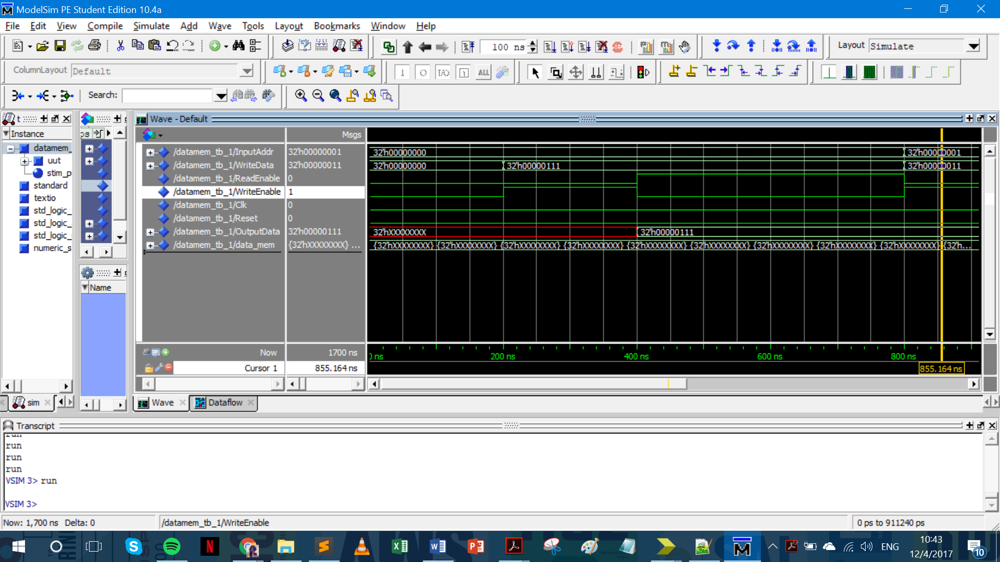 ModelSim PE Student Edition 10.4a
File Edit View Compile Simulate Add Wave Tools Layout Bookmarks Window Help
100 ns
Layout Simulate
ColumnLayout Default
Search:
Wave - Default
Instance
Msgs
datamem_
uut
stim_p
standard
textio
std_logic_
std_logic_
std_logic_
numeric_s
Name
/datamem_tb_1/InputAddr 32'h00000001 32'h00000000 32'h00000001
/datamem_tb_1/WriteData 32'h00000011 32'h00000000 32'h00000111 32'h00000011
/datamem_tb_1/ReadEnable 0
/datamem_tb_1/WriteEnable 1
/datamem_tb_1/Clk 0
/datamem_tb_1/Reset 0
/datamem_tb_1/OutputData 32'h00000111 32'hXXXXXXXX 32'h00000111
/datamem_tb_1/data_mem {32'hXXXXXXXX} ... {32'hXXXXXXXX} {32'hXXXXXXXX} {32'hXXXXXXXX} {32'hXXXXXXXX} {32'hXXXXXXXX} {32'hXXXXXXXX} {32'hXXXXXXXX} {32'hXXXXXXXX} {32'hXXXXXXXX} {32'h...
Now 1700 ns
ns 200 ns 400 ns 600 ns 800 ns
Cursor 1 855.164 ns 855.164 ns
sim
Wave Dataflow
Transcript
run
run
run
run
VSIM 3> run
VSIM 3>
Now: 1,700 ns Delta: 0 /datamem_tb_1/WriteEnable 0 ps to 911240 ps
ENG
10:43
12/4/2017
10